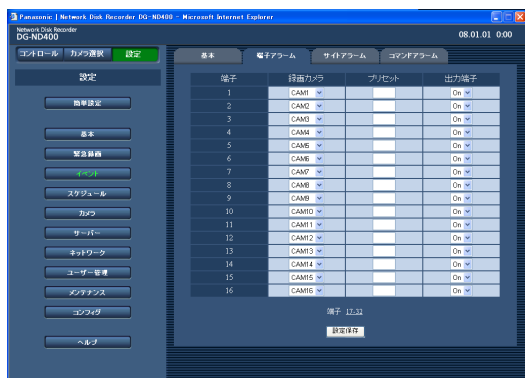 Panasonic | Network Disk Recorder DG-ND400 - Microsoft Internet Explorer
Network Disk Recorder
DG-ND400
08.01.01 0:00
コントロール カメラ選択 設定
基本 端子アラーム サイトアラーム コマンドアラーム
設定
簡単設定
基本
緊急録画
イベント
スケジュール
カメラ
サーバー
ネットワーク
ユーザー管理
メンテナンス
コンフィグ
ヘルプ
端子 録画カメラ プリセット 出力端子
1 CAM1 On
2 CAM2 On
3 CAM3 On
4 CAM4 On
5 CAM5 On
6 CAM6 On
7 CAM7 On
8 CAM8 On
9 CAM9 On
10 CAM10 On
11 CAM11 On
12 CAM12 On
13 CAM13 On
14 CAM14 On
15 CAM15 On
16 CAM16 On
端子 17-32
設定保存